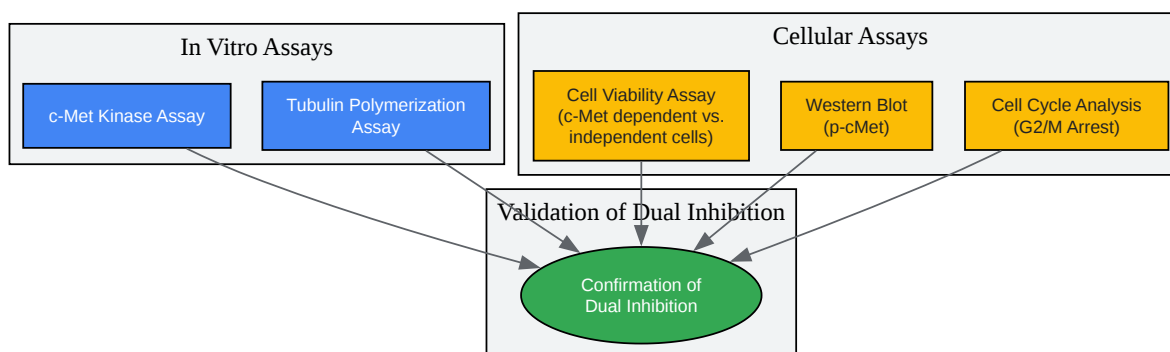 In Vitro Assays
c-Met Kinase Assay
Tubulin Polymerization
Assay
Cellular Assays
Cell Viability Assay
(c-Met dependent vs.
independent cells)
Western Blot
(p-cMet)
Cell Cycle Analysis
(G2/M Arrest)
Validation of Dual Inhibition
Confirmation of
Dual Inhibition